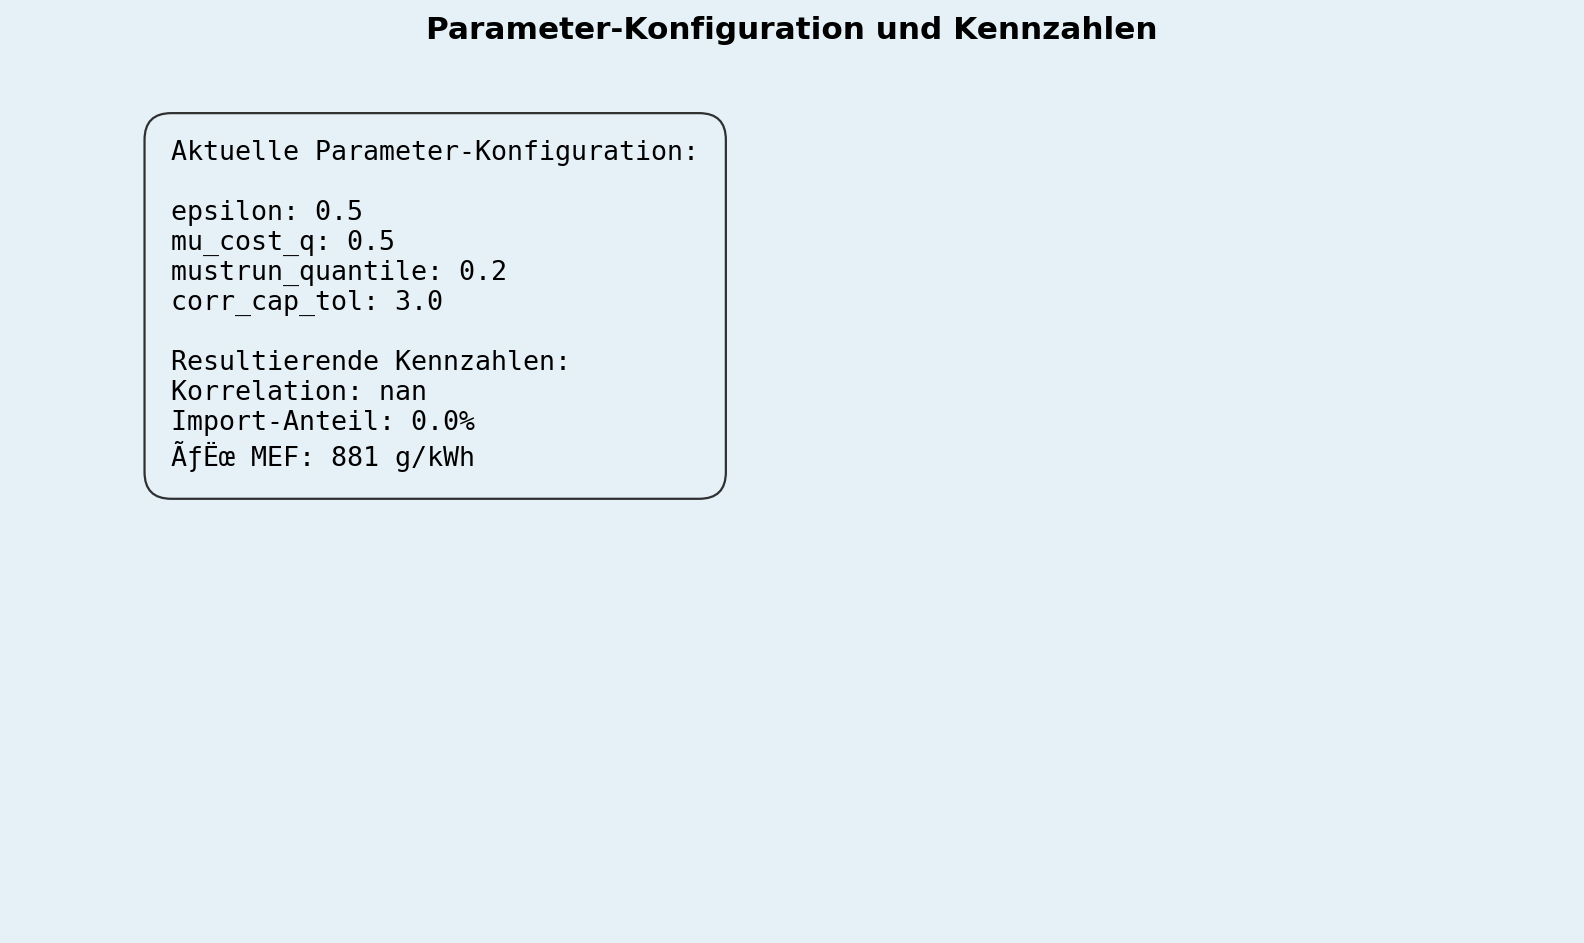 Parameter-Konfiguration und Kennzahlen
Aktuelle Parameter-Konfiguration:
epsilon: 0.5
mu_cost_q: 0.5
mustrun_quantile: 0.2
corr_cap_tol: 3.0
Resultierende Kennzahlen:
Korrelation: nan
Import-Anteil: 0.0%
ÃƒËœ MEF: 881 g/kWh